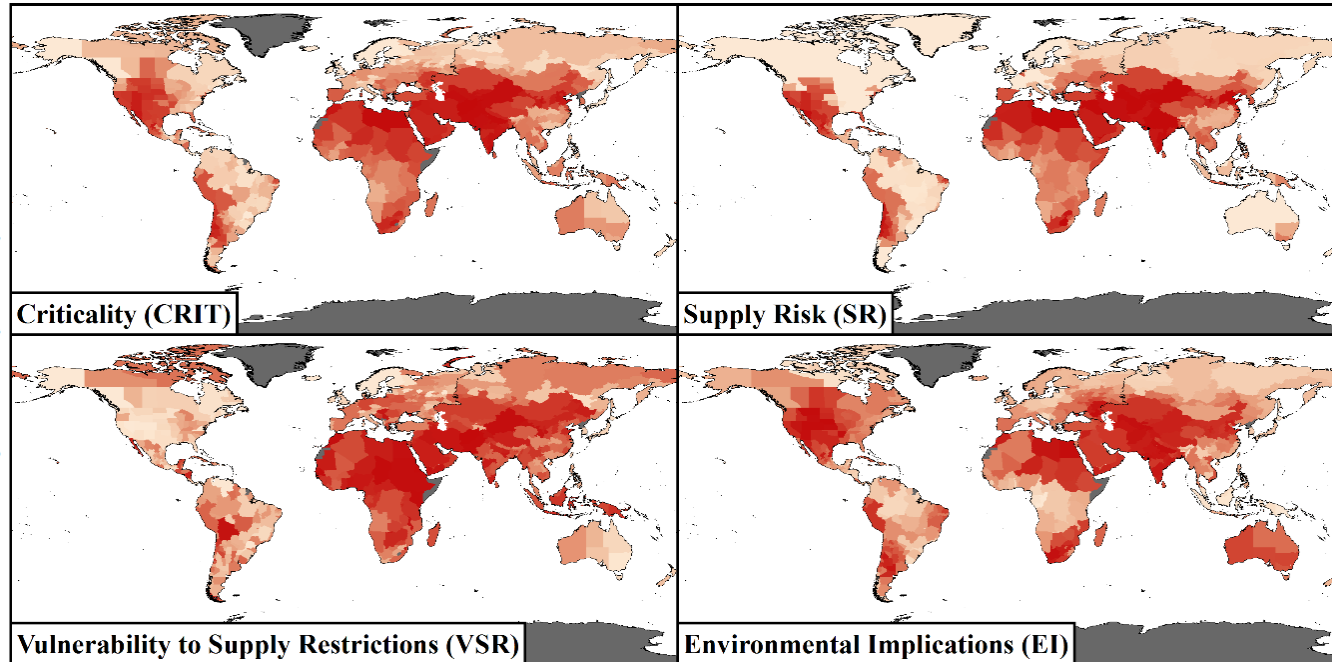 Criticality (CRIT)
Supply Risk (SR)
Vulnerability to Supply Restrictions (VSR)
Environmental Implications (EI)